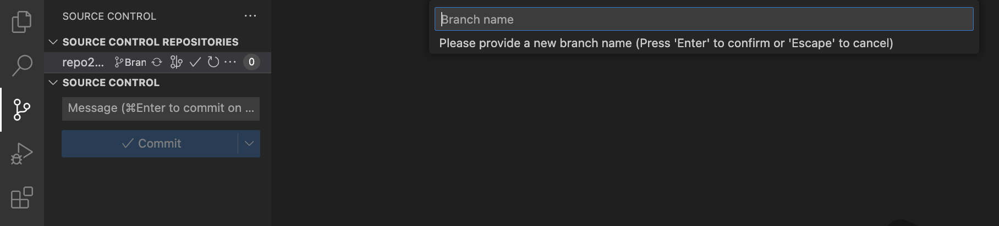 SOURCE CONTROL
SOURCE CONTROL REPOSITORIES
repo2... Bran 0
SOURCE CONTROL
Message (⌘Enter to commit on ...
Commit
Branch name
Please provide a new branch name (Press 'Enter' to confirm or 'Escape' to cancel)